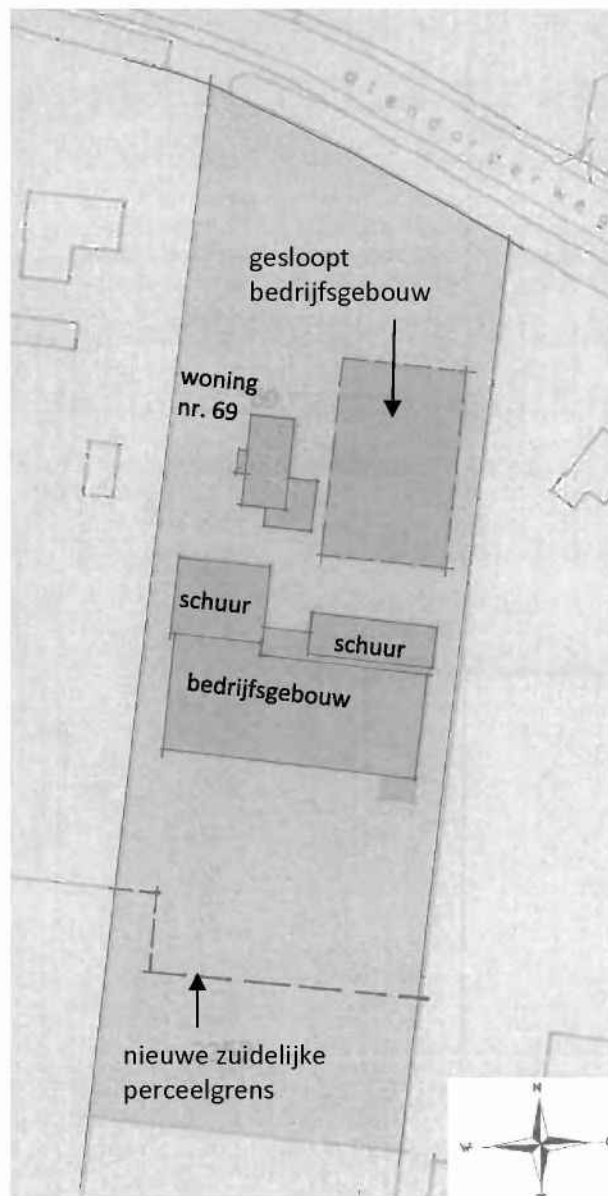 gesloopt
bedrijfsgebouw
woning
nr. 69
schuur
schuur
bedrijfsgebouw
nieuwe zuidelijke
perceelgrens
N
W